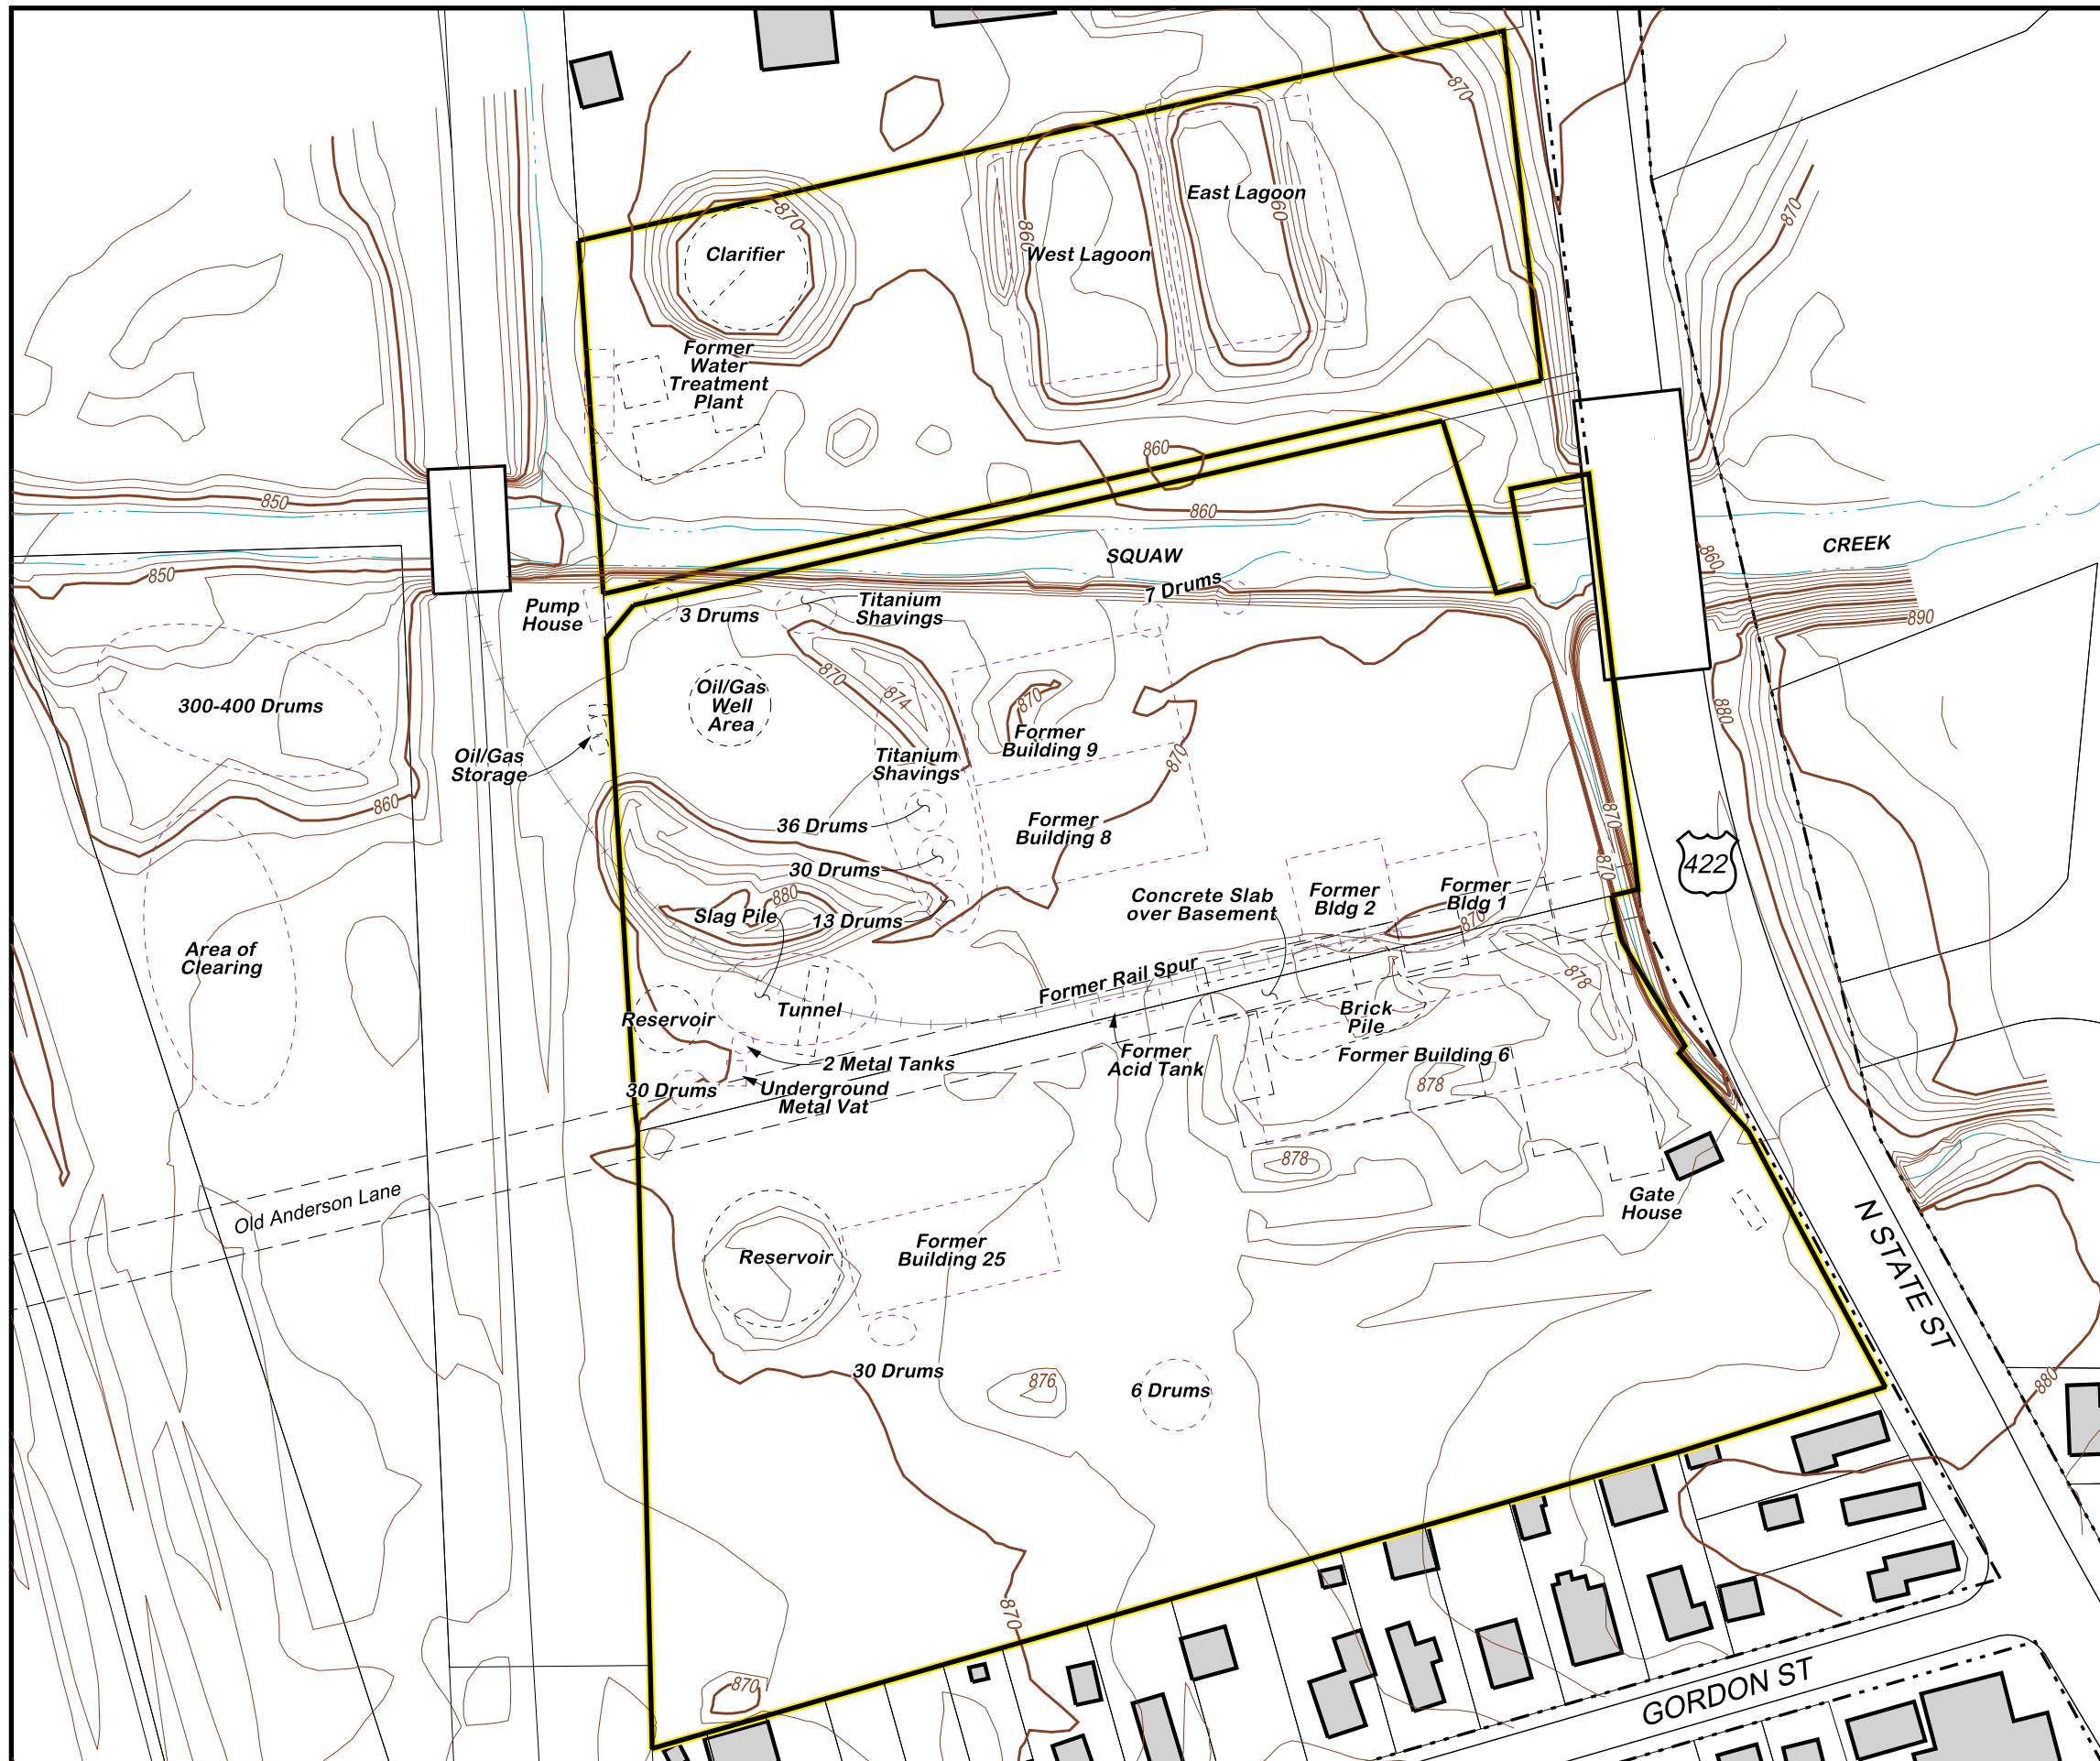 870
East Lagoon
870
870
860
860
Clarifier
West Lagoon
Former
Water
Treatment
Plant
860
850
860
SQUAW
CREEK
860
850
7 Drums
Pump
House
3 Drums
Titanium
Shavings
890
870
874
870
300-400 Drums
Oil/Gas
Well
Area
880
Former
Building 9
870
Oil/Gas
Storage
Titanium
Shavings
860
36 Drums
Former
Building 8
870
870
422
30 Drums
880
Slag Pile
13 Drums
Concrete Slab
over Basement
Former
Bldg 2
Former
Bldg 1
870
Area of
Clearing
Former Rail Spur
878
Reservoir
Tunnel
Brick
Pile
2 Metal Tanks
Former
Acid Tank
Former Building 6
30 Drums
Underground
Metal Vat
878
878
Old Anderson Lane
Gate
House
N STATE ST
Reservoir
Former
Building 25
30 Drums
876
6 Drums
880
870
870
GORDON ST